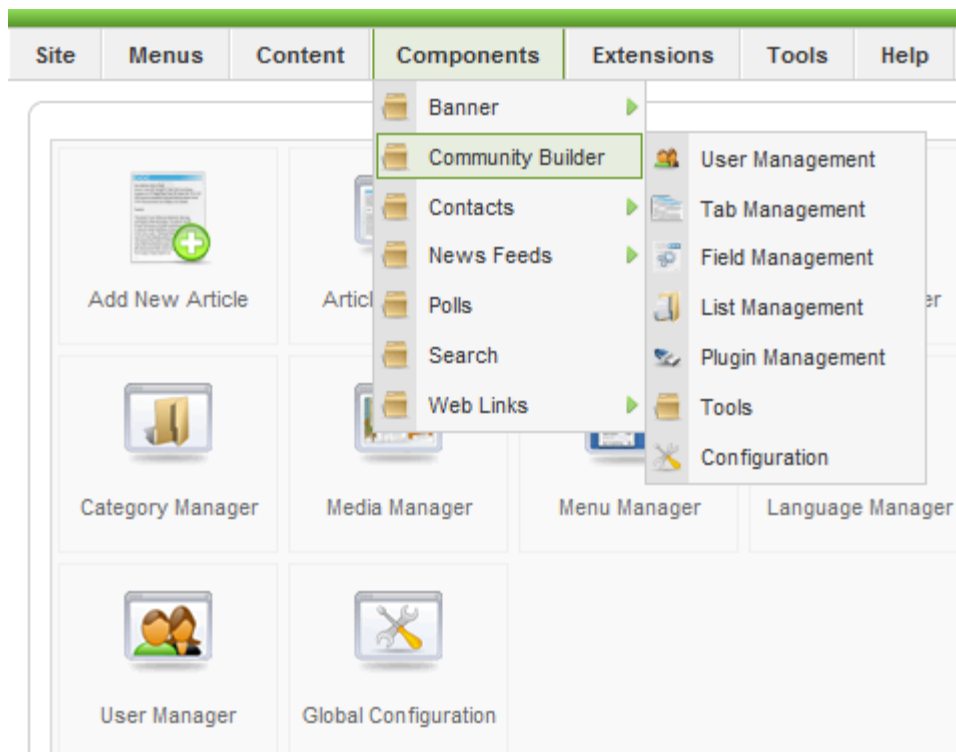 Site Menus Content Components Extensions Tools Help
Banner
Community Builder
Contacts
News Feeds
Polls
Search
Web Links
User Management
Tab Management
Field Management
List Management
Plugin Management
Tools
Configuration
Add New Article
Category Manager Media Manager Menu Manager Language Manager
User Manager Global Configuration